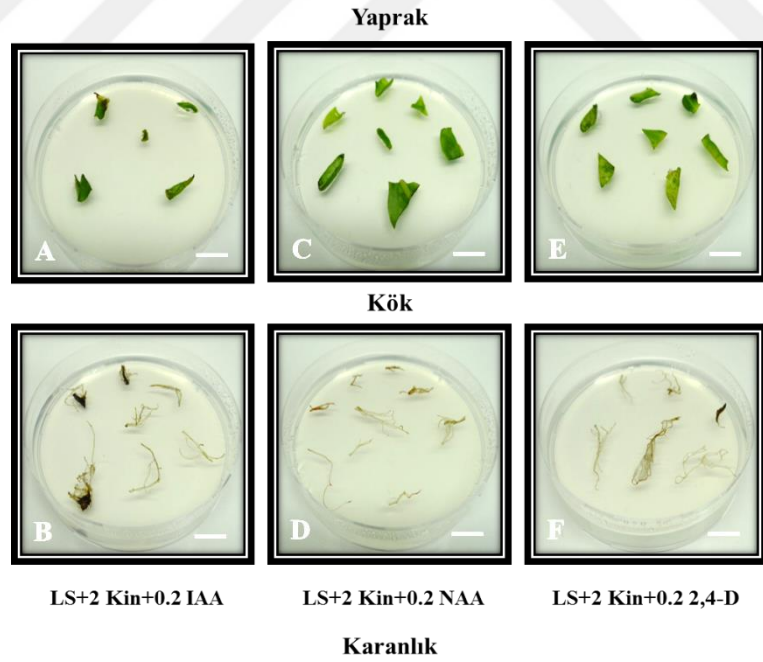 Yaprak
A C E
Kök
B D F
LS+2 Kin+0.2 IAA LS+2 Kin+0.2 NAA LS+2 Kin+0.2 2,4-D
Karanlık